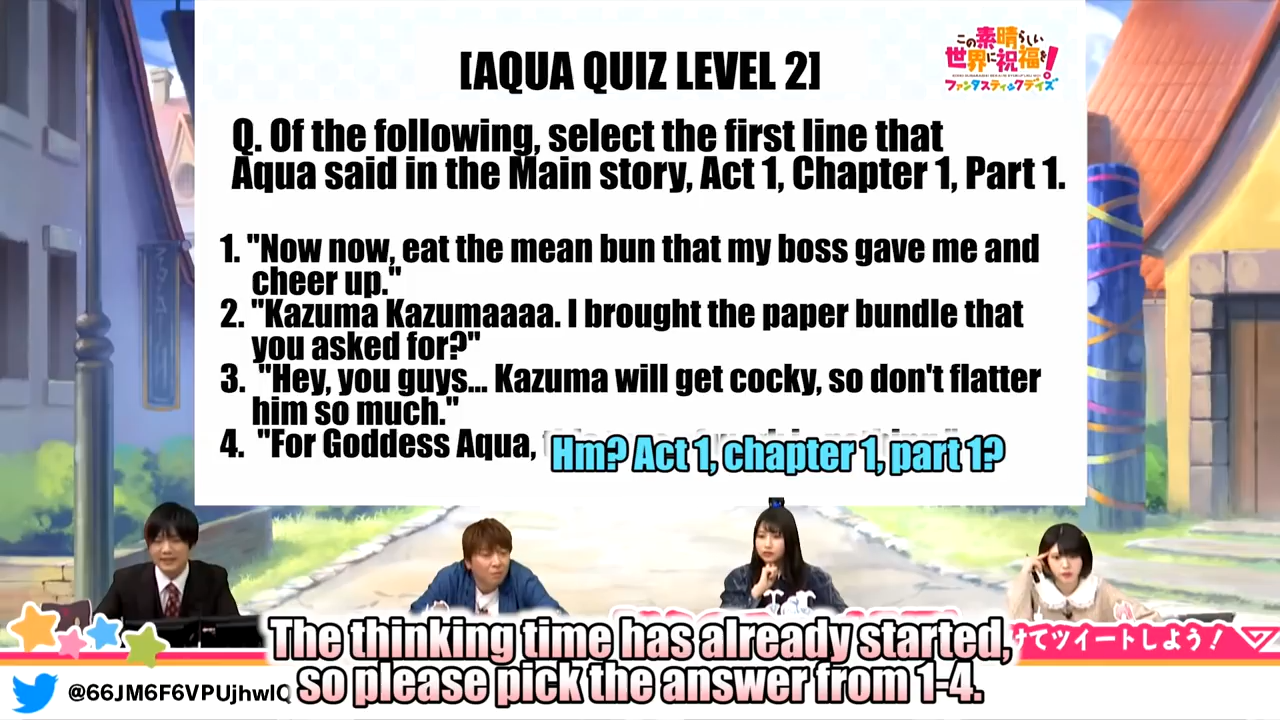 [AQUA QUIZ LEVEL 2]
この素晴らしい
世界に祝福を!
ファンタスティックデイズ
Q. Of the following, select the first line that
Aqua said in the Main story, Act 1, Chapter 1, Part 1.
1. "Now now, eat the mean bun that my boss gave me and
cheer up."
2. "Kazuma Kazumaaaa. I brought the paper bundle that
you asked for?"
3. "Hey, you guys... Kazuma will get cocky, so don't flatter
him so much."
4. "For Goddess Aqua,
Hm? Act 1, chapter 1, part 1?
The thinking time has already started,
けてツイートしよう!
so please pick the answer from 1-4.
@66JM6F6VPUjhwIQ